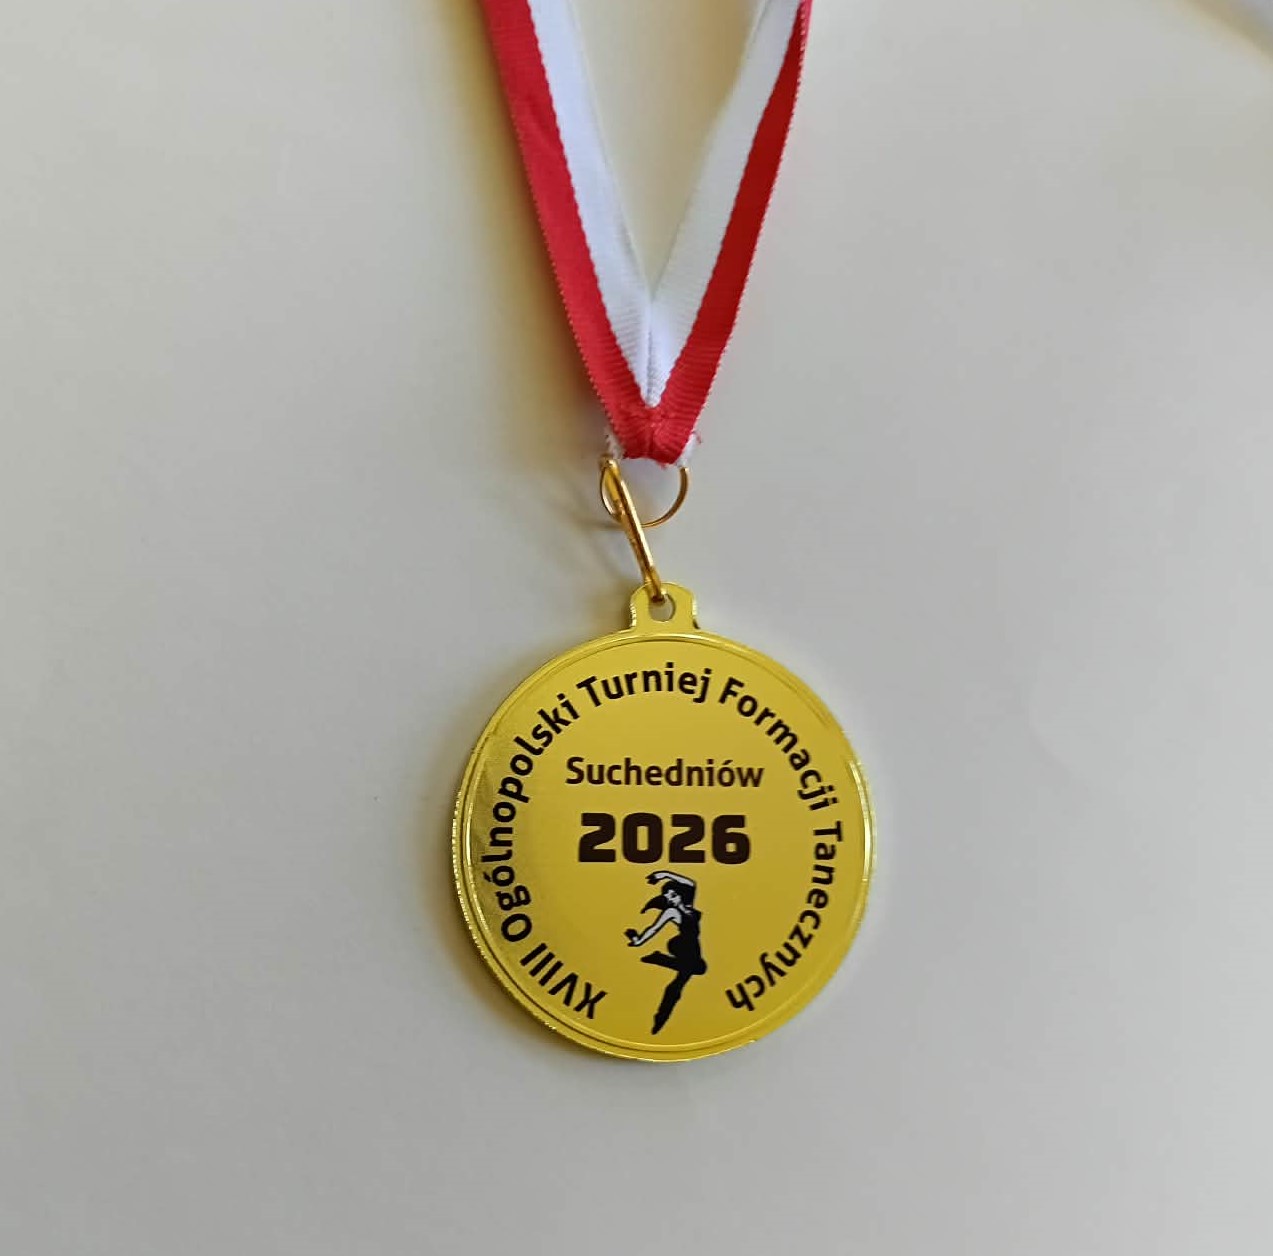 XVIII Ogólnopolski Turniej Formacji Tanecznych
Suchedniów
2026